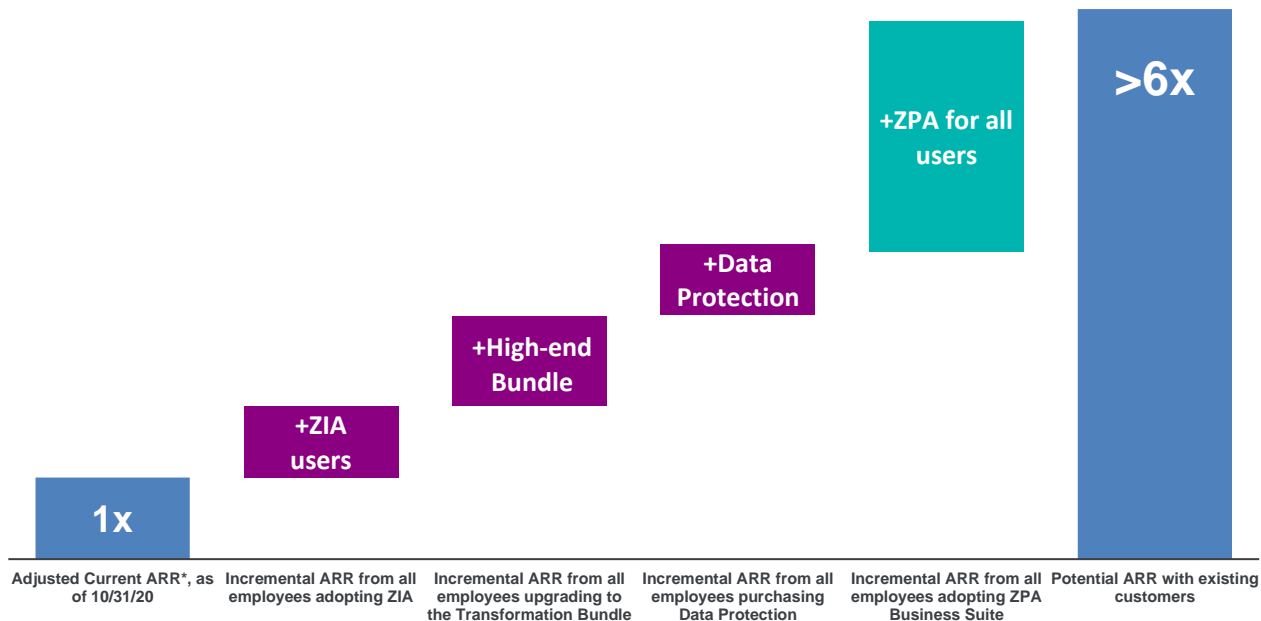 >6x
+ZPA for all
users
+Data
Protection
+High-end
Bundle
+ZIA
users
1x
Adjusted Current ARR*, as
of 10/31/20
Incremental ARR from all
employees adopting ZIA
Incremental ARR from all
employees upgrading to
the Transformation Bundle
Incremental ARR from all
employees purchasing
Data Protection
Incremental ARR from all
employees adopting ZPA
Business Suite
Potential ARR with existing
customers